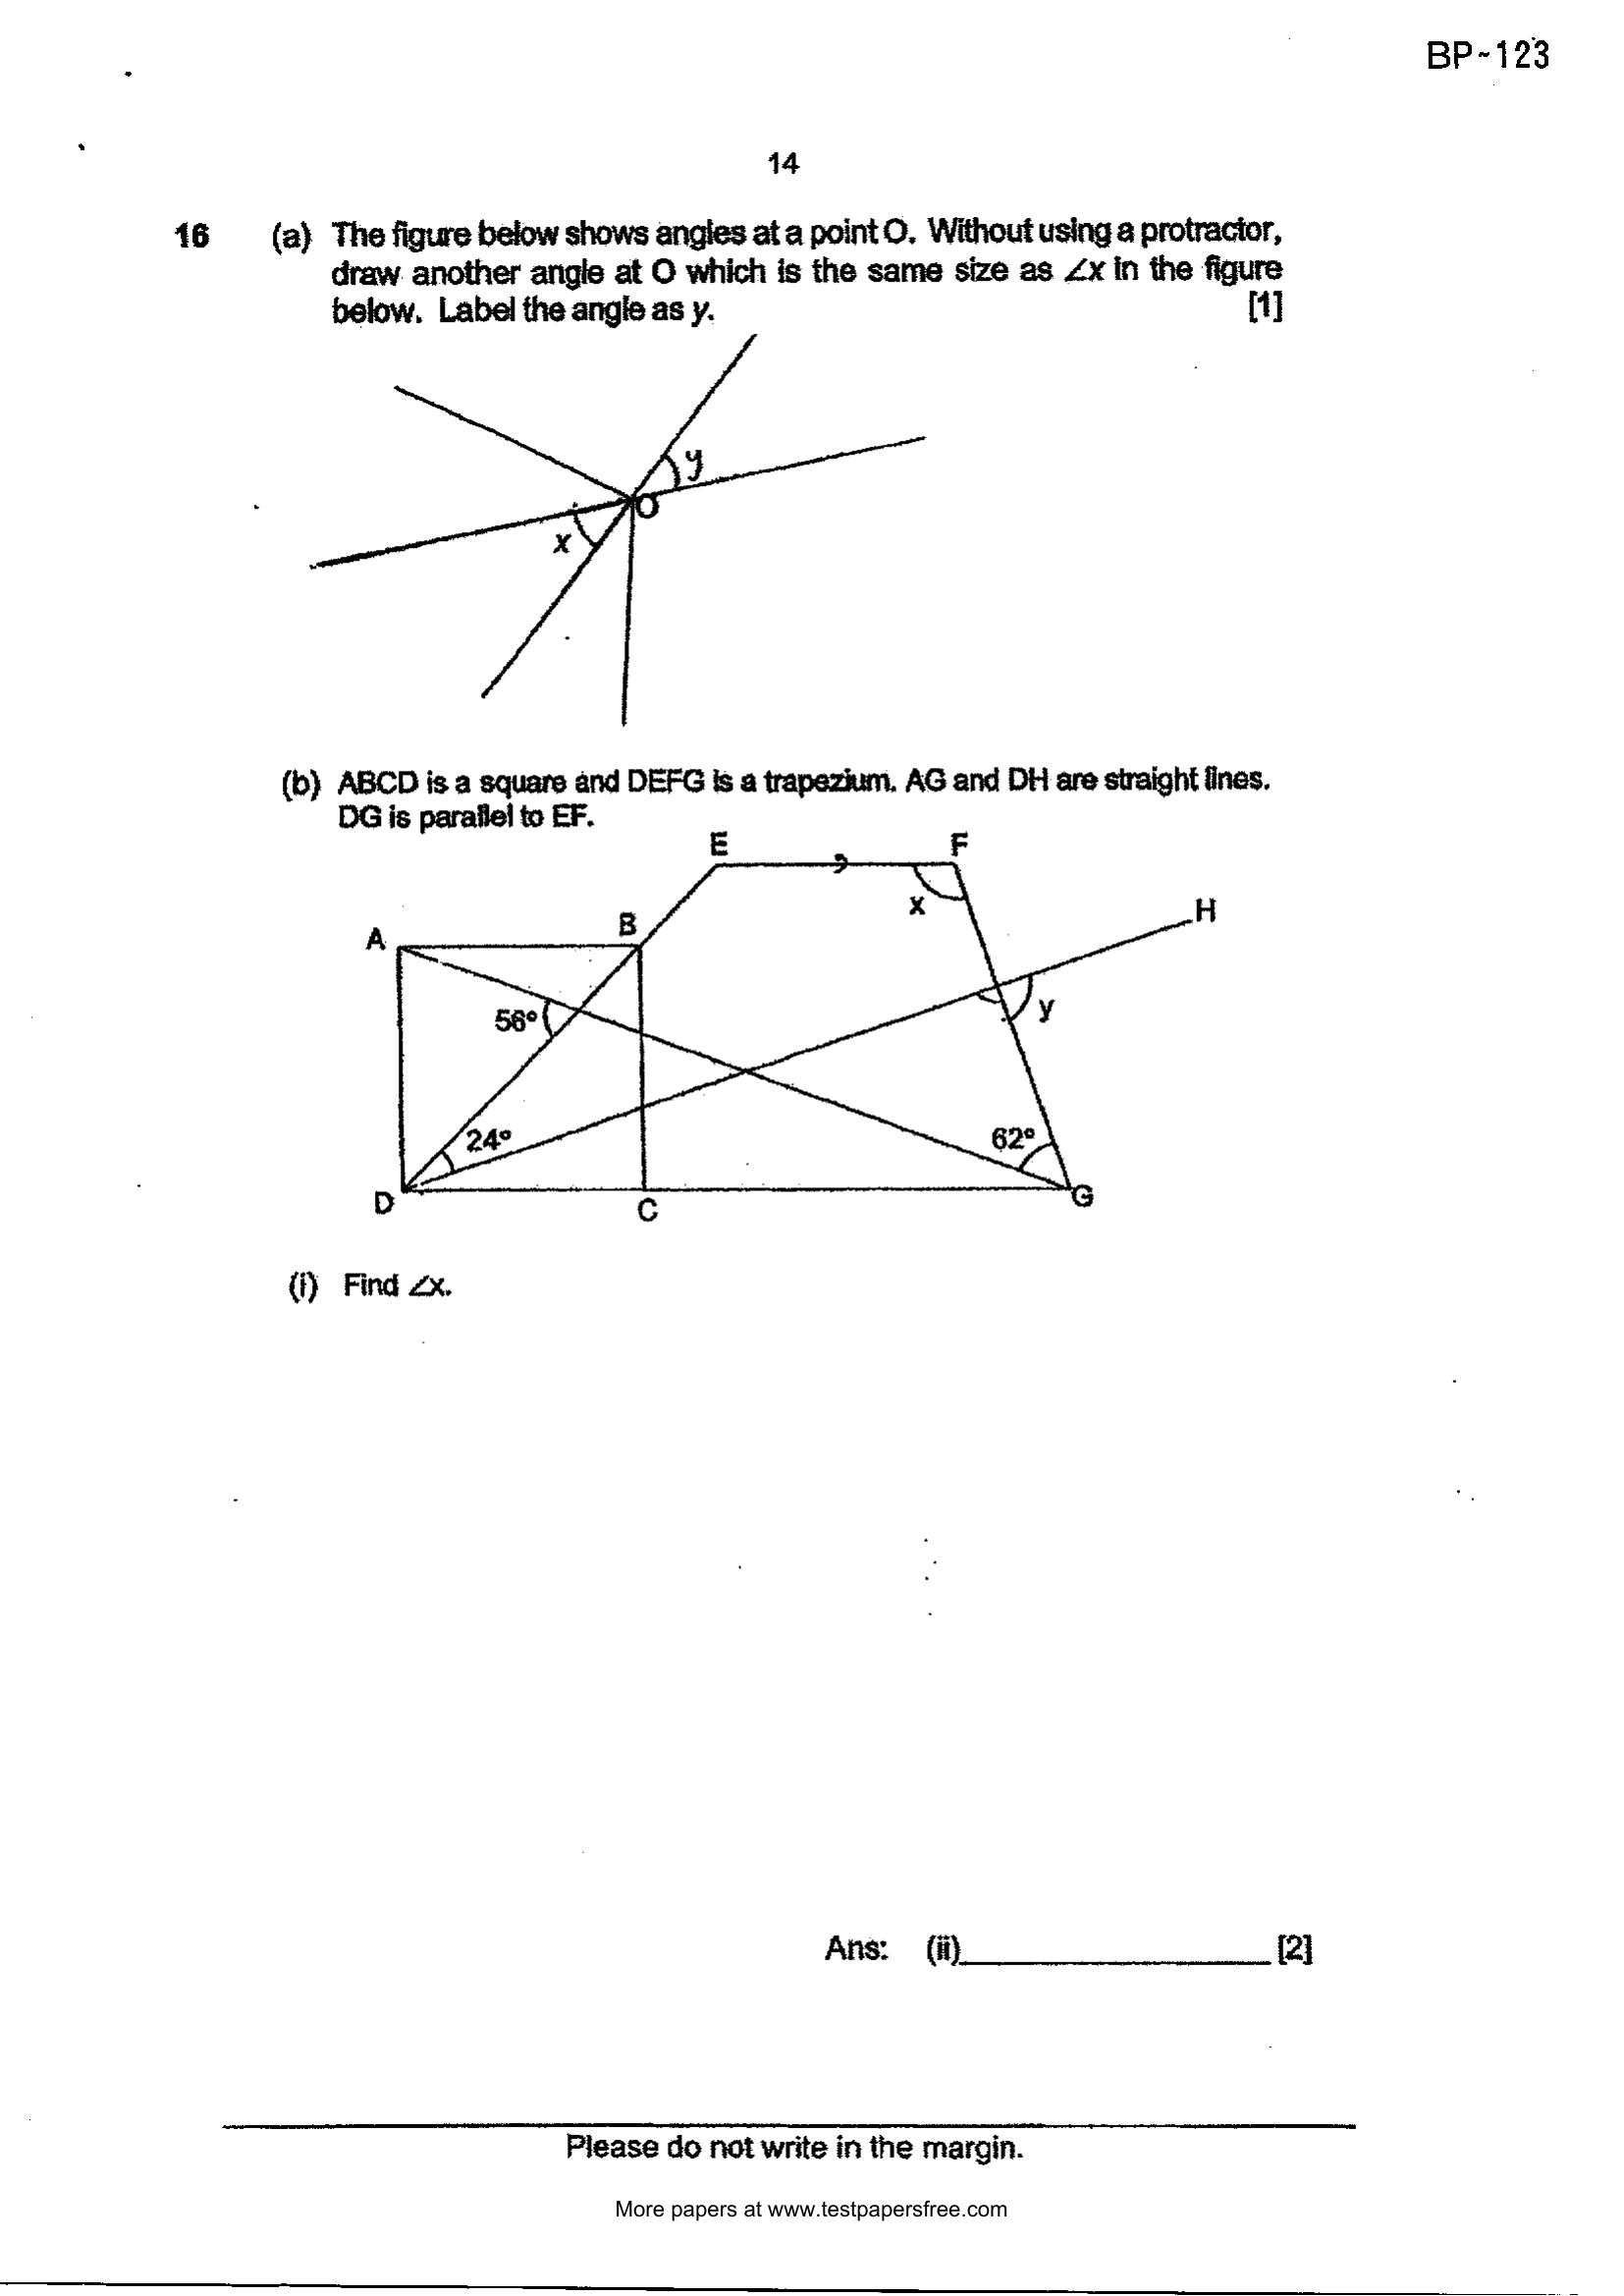 BP-123
14
16 (a) The figure below shows angles at a point O. Without using a protractor,
draw another angle at O which is the same size as ∠x in the figure
below. Label the angle as y. [1]
y
O
x
(b) ABCD is a square and DEFG is a trapezium. AG and DH are straight lines.
DG is parallel to EF.
E F
x H
A B
56° y
24° 62°
D C G
(i) Find ∠x.
Ans: (ii)____________________ [2]
Please do not write in the margin.
More papers at www.testpapersfree.com